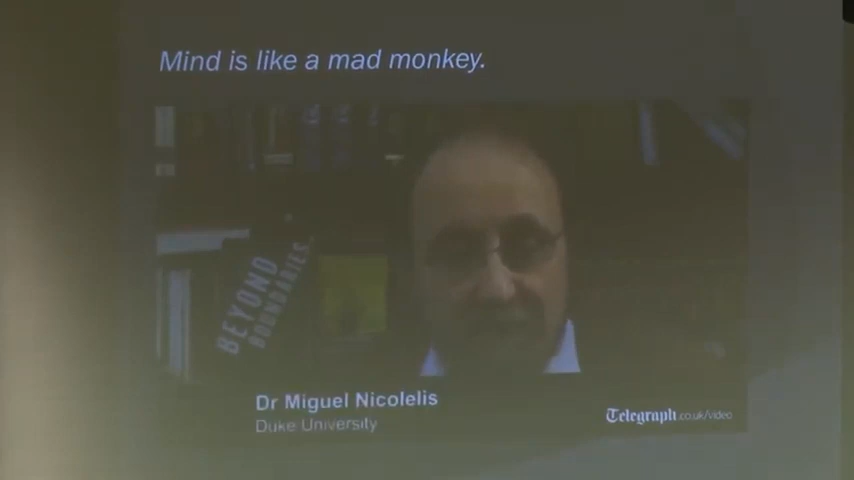 Mind is like a mad monkey.
BEYOND
BOUNDARIES
Dr Miguel Nicolelis
Duke University
Telegraph.co.uk/video